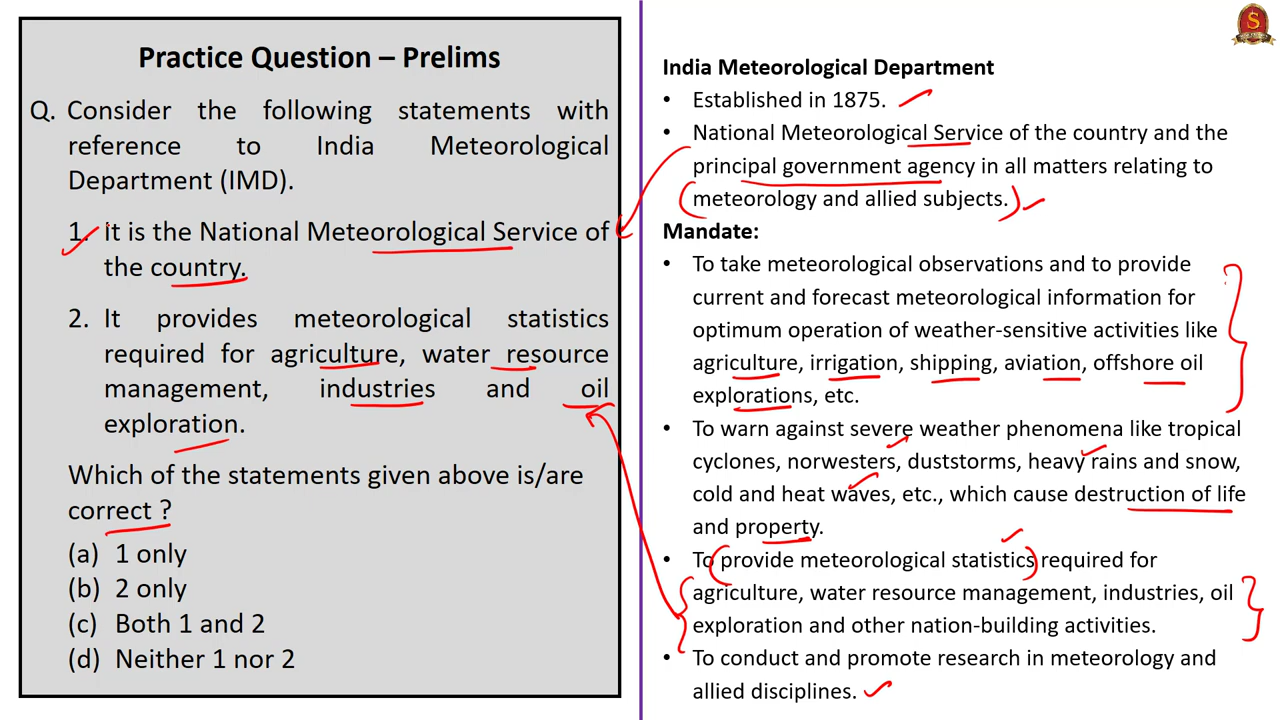 Practice Question – Prelims
Q. Consider the following statements with
reference to India Meteorological
Department (IMD).
1. It is the National Meteorological Service of
the country.
2. It provides meteorological statistics
required for agriculture, water resource
management, industries and oil
exploration.
Which of the statements given above is/are
correct ?
(a) 1 only
(b) 2 only
(c) Both 1 and 2
(d) Neither 1 nor 2
India Meteorological Department
• Established in 1875.
• National Meteorological Service of the country and the
principal government agency in all matters relating to
meteorology and allied subjects.
Mandate:
• To take meteorological observations and to provide
current and forecast meteorological information for
optimum operation of weather-sensitive activities like
agriculture, irrigation, shipping, aviation, offshore oil
explorations, etc.
• To warn against severe weather phenomena like tropical
cyclones, norwesters, duststorms, heavy rains and snow,
cold and heat waves, etc., which cause destruction of life
and property.
• To provide meteorological statistics required for
agriculture, water resource management, industries, oil
exploration and other nation-building activities.
• To conduct and promote research in meteorology and
allied disciplines.